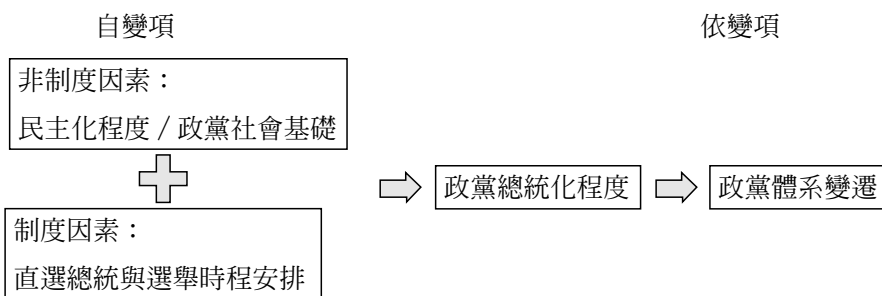 自變項
依變項
非制度因素：
民主化程度／政黨社會基礎
政黨總統化程度
政黨體系變遷
制度因素：
直選總統與選舉時程安排